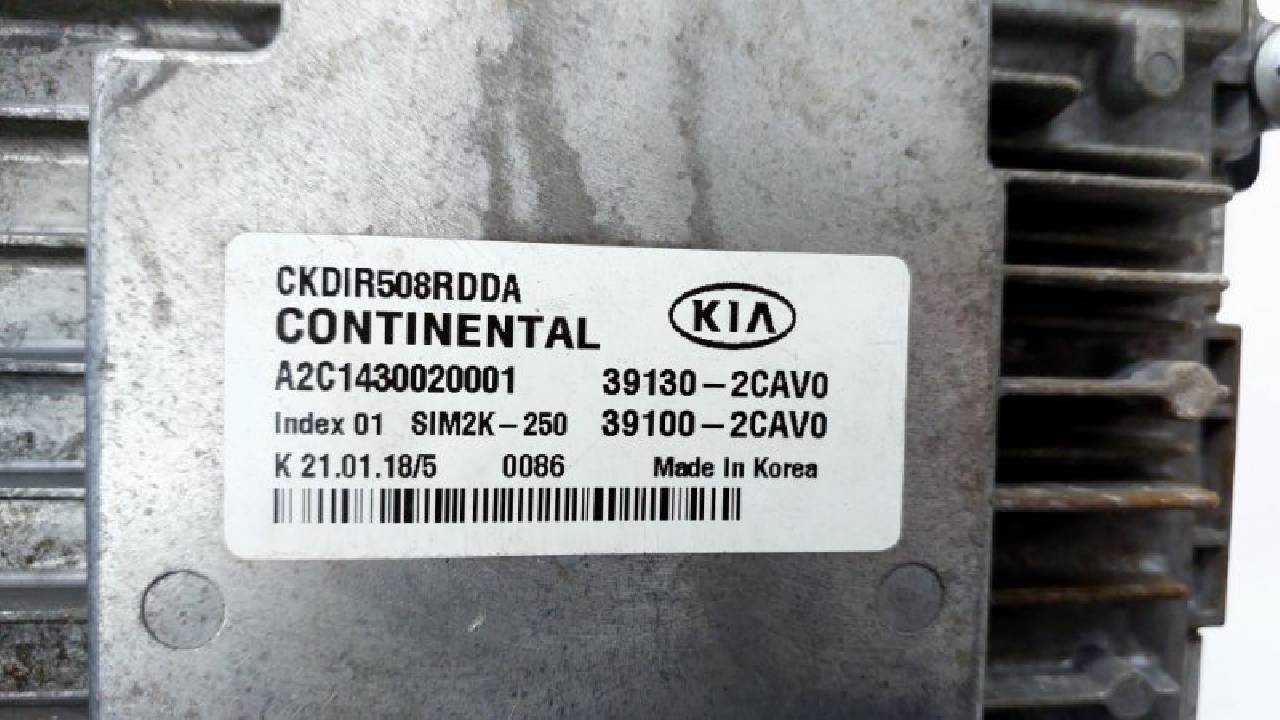 CKDIR508RDDA
CONTINENTAL KIA
A2C1430020001 39130-2CAV0
Index 01 SIM2K-250 39100-2CAV0
K 21.01.18/5 0086 Made In Korea